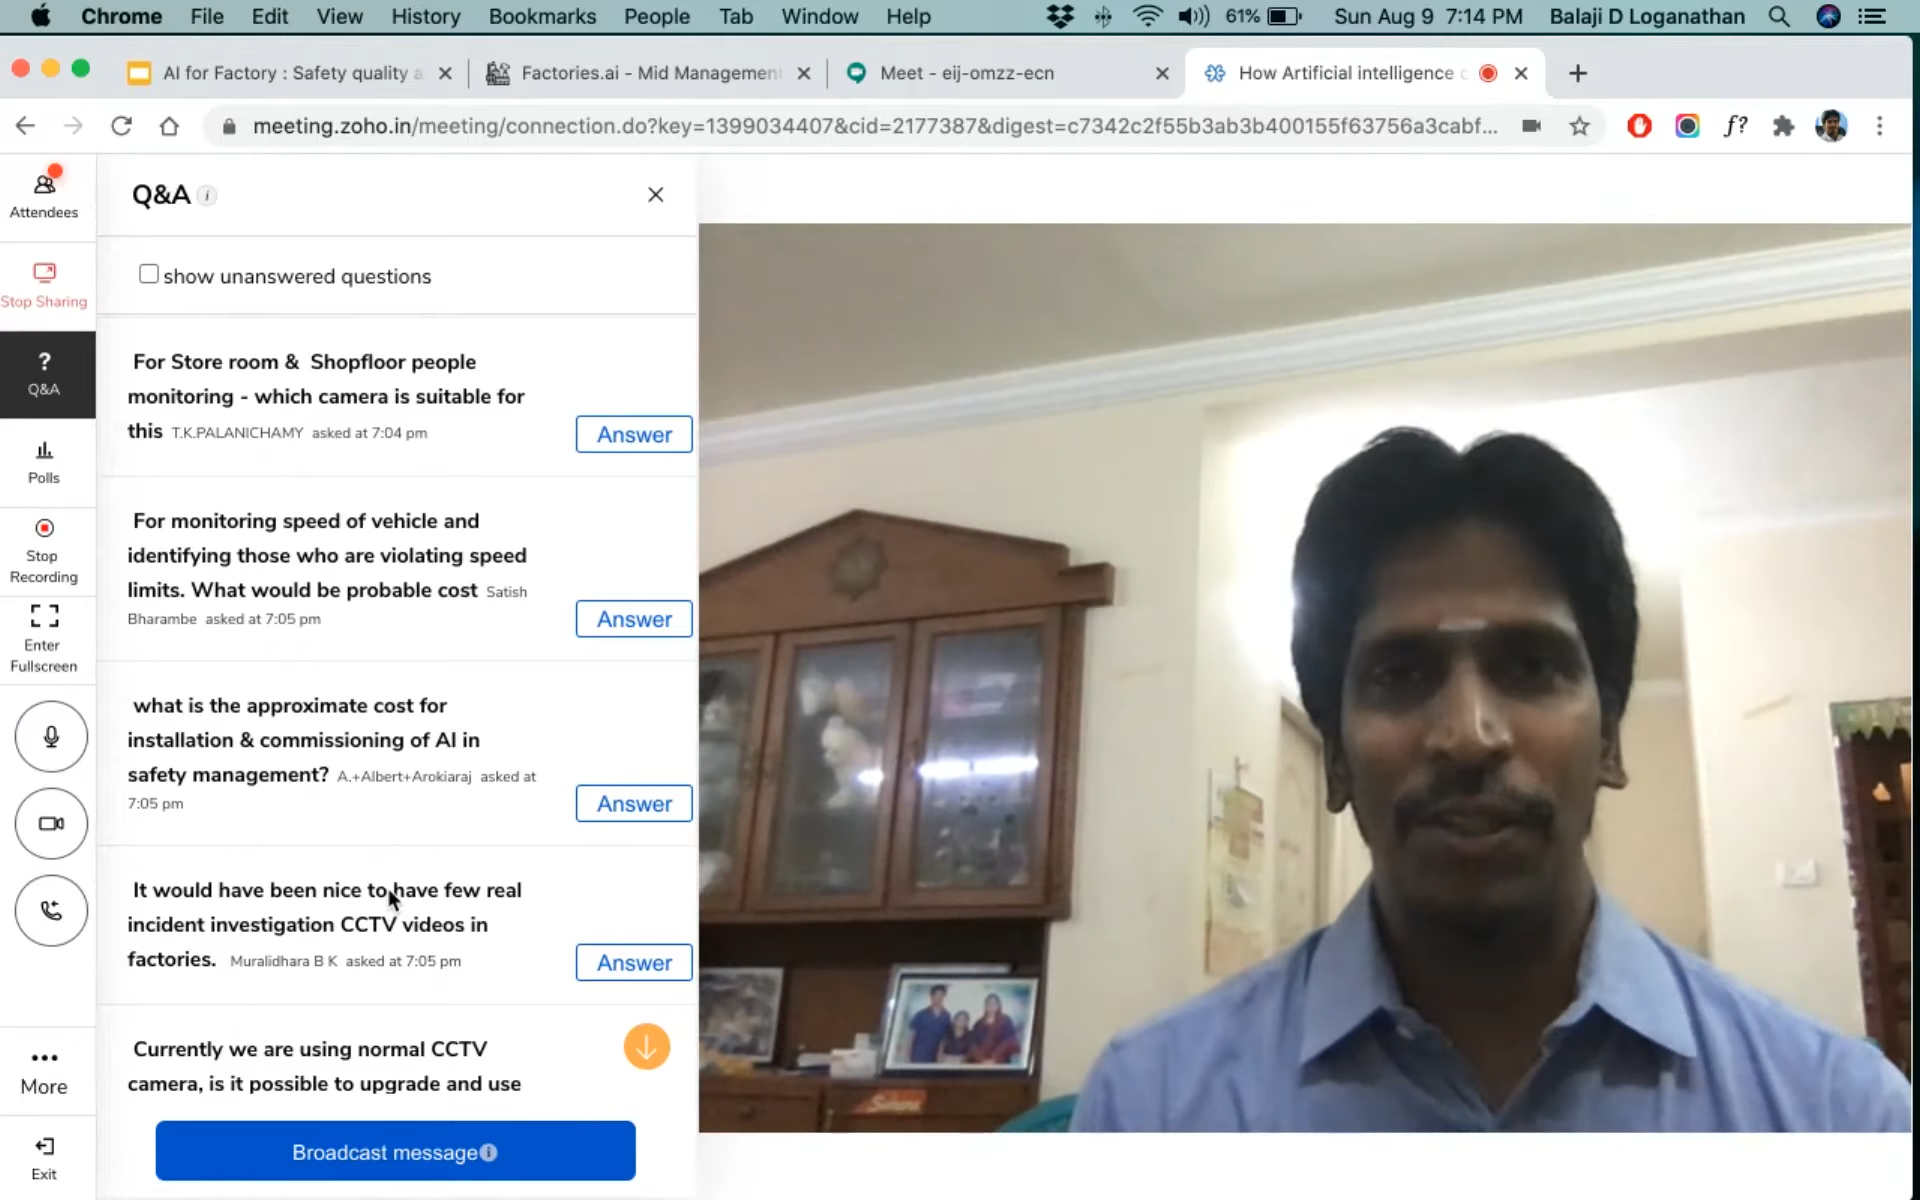 Chrome File Edit View History Bookmarks People Tab Window Help 61% Sun Aug 9 7:14 PM Balaji D Loganathan
AI for Factory : Safety quality a Factories.ai - Mid Management Meet - eij-omzz-ecn How Artificial intelligence c
meeting.zoho.in/meeting/connection.do?key=1399034407&cid=2177387&digest=c7342c2f55b3ab3b400155f63756a3cabf... f?
Attendees
Stop Sharing
?
Q&A
Polls
Stop
Recording
Enter
Fullscreen
More
Exit
Q&A i
show unanswered questions
For Store room & Shopfloor people
monitoring - which camera is suitable for
this T.K.PALANICHAMY asked at 7:04 pm
Answer
For monitoring speed of vehicle and
identifying those who are violating speed
limits. What would be probable cost Satish
Bharambe asked at 7:05 pm
Answer
what is the approximate cost for
installation & commissioning of AI in
safety management? A.+Albert+Arokiaraj asked at
7:05 pm
Answer
It would have been nice to have few real
incident investigation CCTV videos in
factories. Muralidhara B K asked at 7:05 pm
Answer
Currently we are using normal CCTV
camera, is it possible to upgrade and use
Broadcast message i